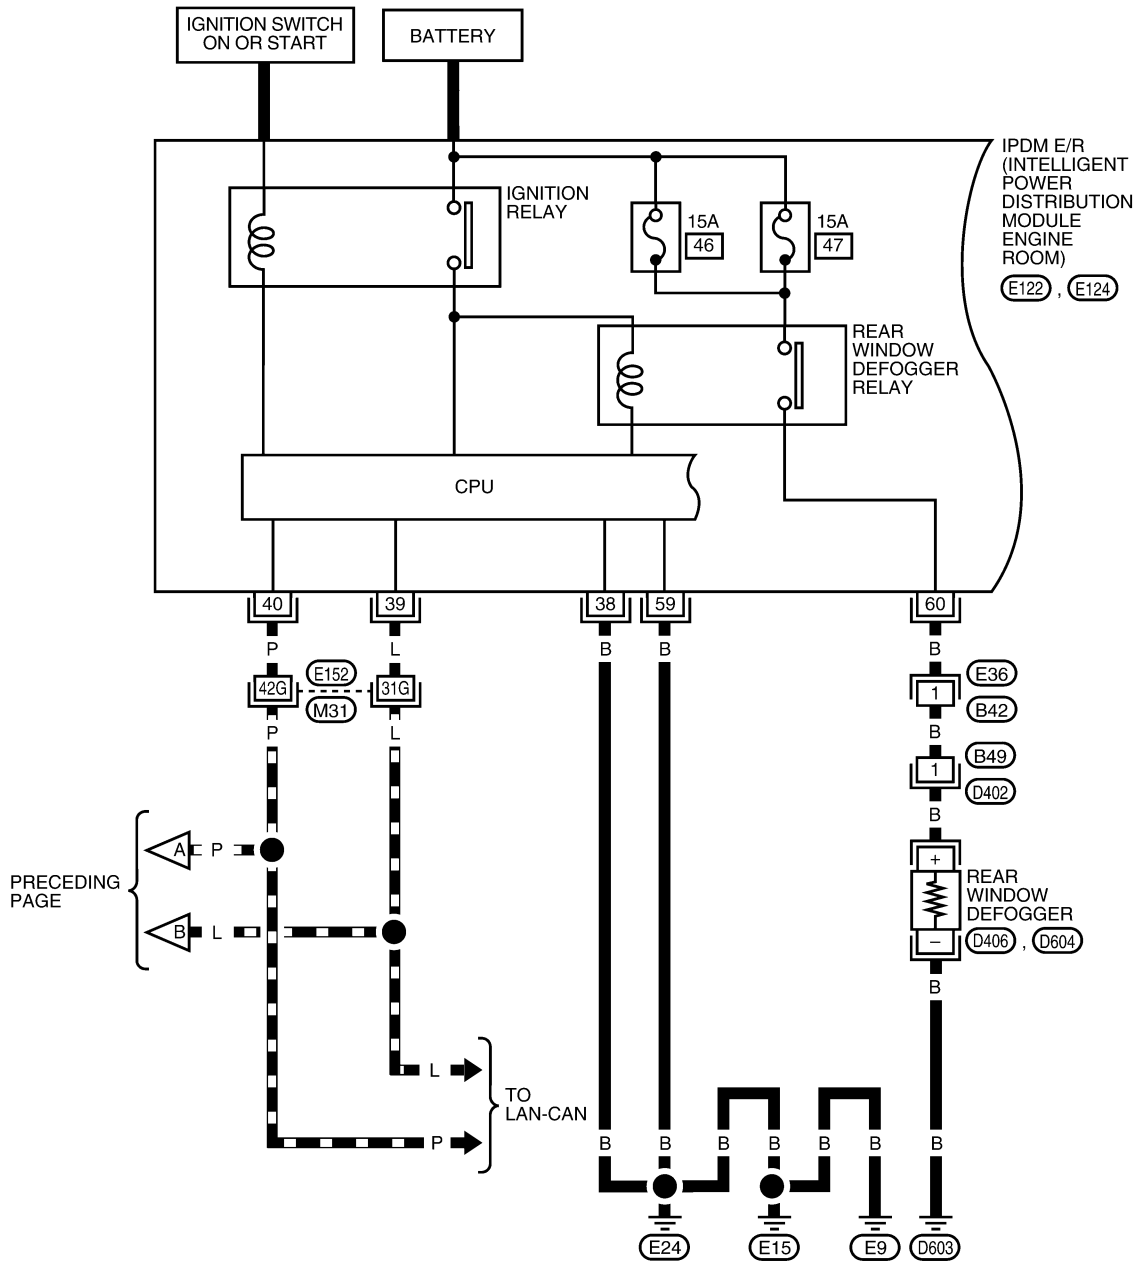 IGNITION SWITCH
ON OR START
BATTERY
IPDM E/R
(INTELLIGENT
POWER
DISTRIBUTION
MODULE
ENGINE
ROOM)
E122 , E124
IGNITION
RELAY
15A
46
15A
47
REAR
WINDOW
DEFOGGER
RELAY
CPU
40 39 38 59 60
P L B B B
42G E152 31G
M31
1 E36
B42
P L B
1 B49
D402
B
A P
PRECEDING
PAGE
B L
+
REAR
WINDOW
DEFOGGER
– D406 , D604
B
L
TO
LAN-CAN
P
B B B B B B B
E24 E15 E9 D603